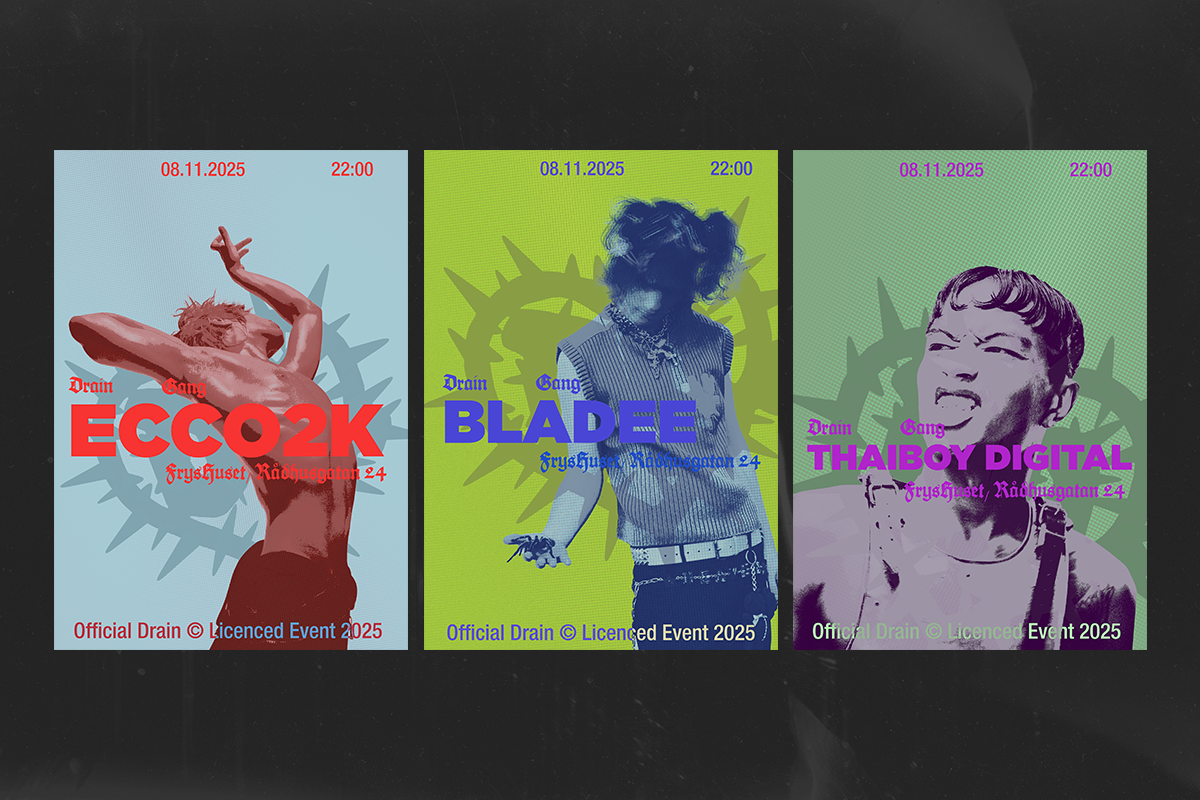 08.11.2025 22:00
Drain Gang
ECCO2K
FrysHuset, Rådhusgatan 24
Official Drain © Licenced Event 2025
08.11.2025 22:00
Drain Gang
BLADEE
FrysHuset, Rådhusgatan 24
Official Drain © Licenced Event 2025
08.11.2025 22:00
Drain Gang
THAIBOY DIGITAL
FrysHuset, Rådhusgatan 24
Official Drain © Licenced Event 2025